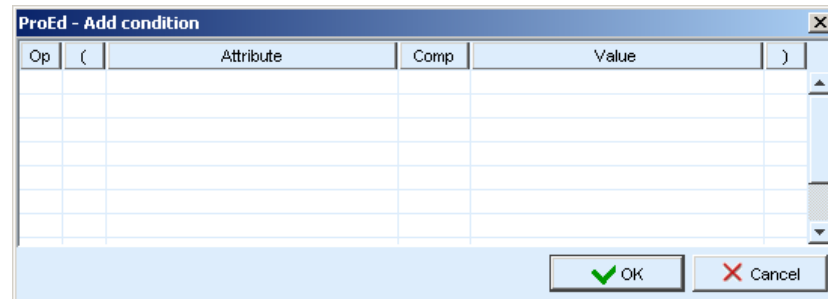 ProEd - Add condition
Op ( Attribute Comp Value )
OK Cancel